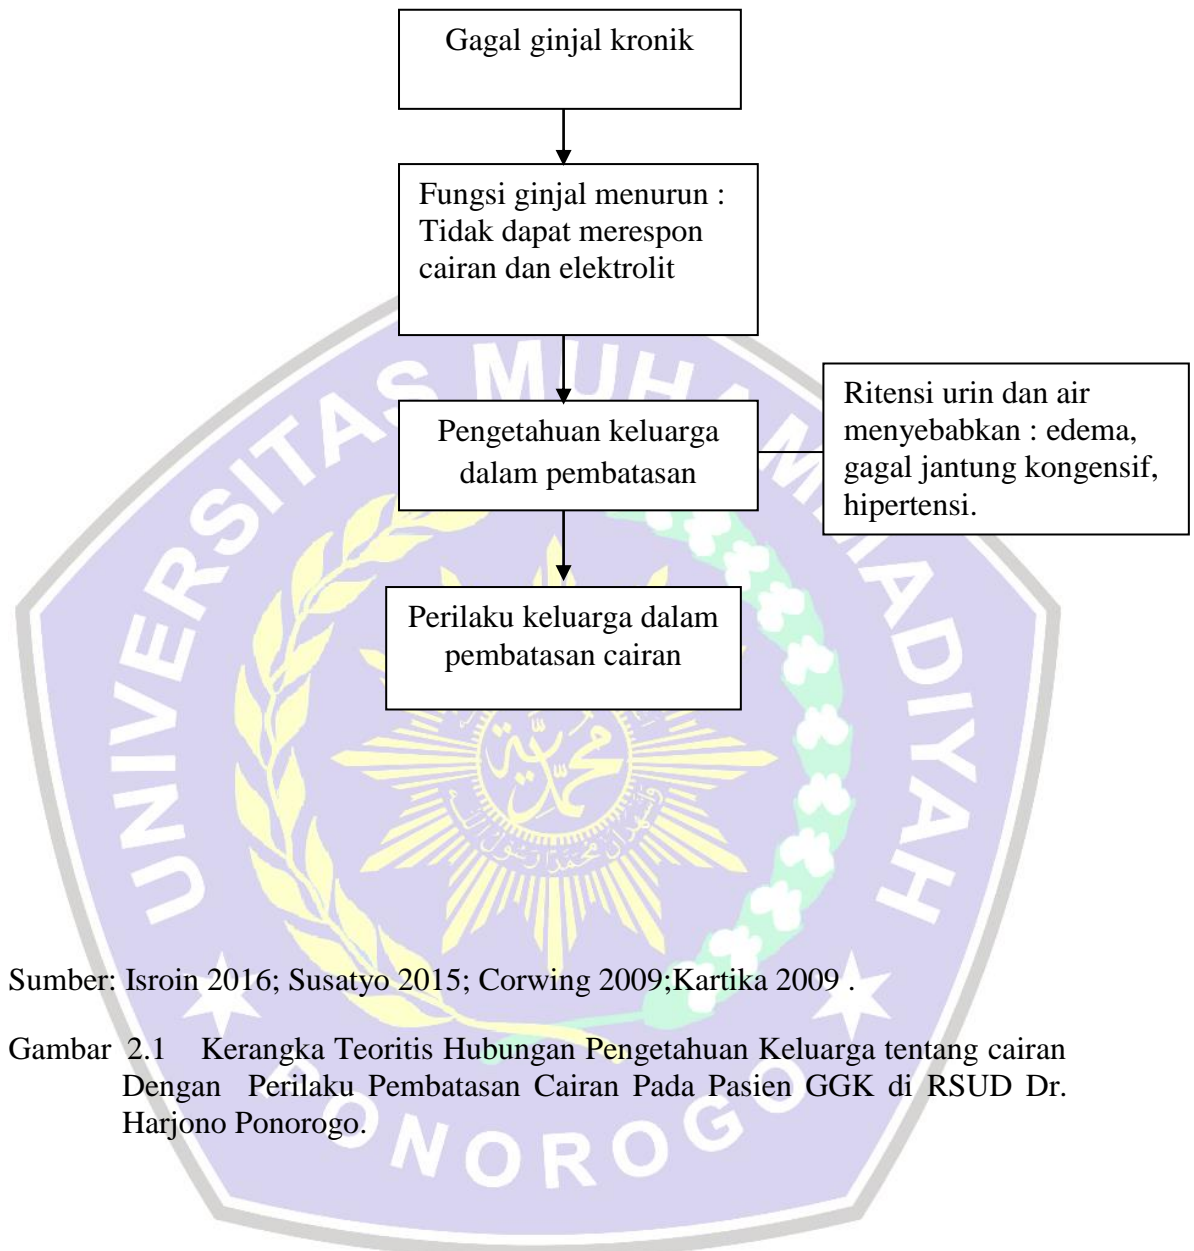 Gagal ginjal kronik
Fungsi ginjal menurun :
Tidak dapat merespon
cairan dan elektrolit
Pengetahuan keluarga
dalam pembatasan
Ritensi urin dan air
menyebabkan : edema,
gagal jantung kongensif,
hipertensi.
Perilaku keluarga dalam
pembatasan cairan
UNIVERSITAS MUHAMMADIYAH
PONOROGO
Sumber: Isroin 2016; Susatyo 2015; Corwing 2009;Kartika 2009 .
Gambar 2.1 Kerangka Teoritis Hubungan Pengetahuan Keluarga tentang cairan
Dengan Perilaku Pembatasan Cairan Pada Pasien GGK di RSUD Dr.
Harjono Ponorogo.